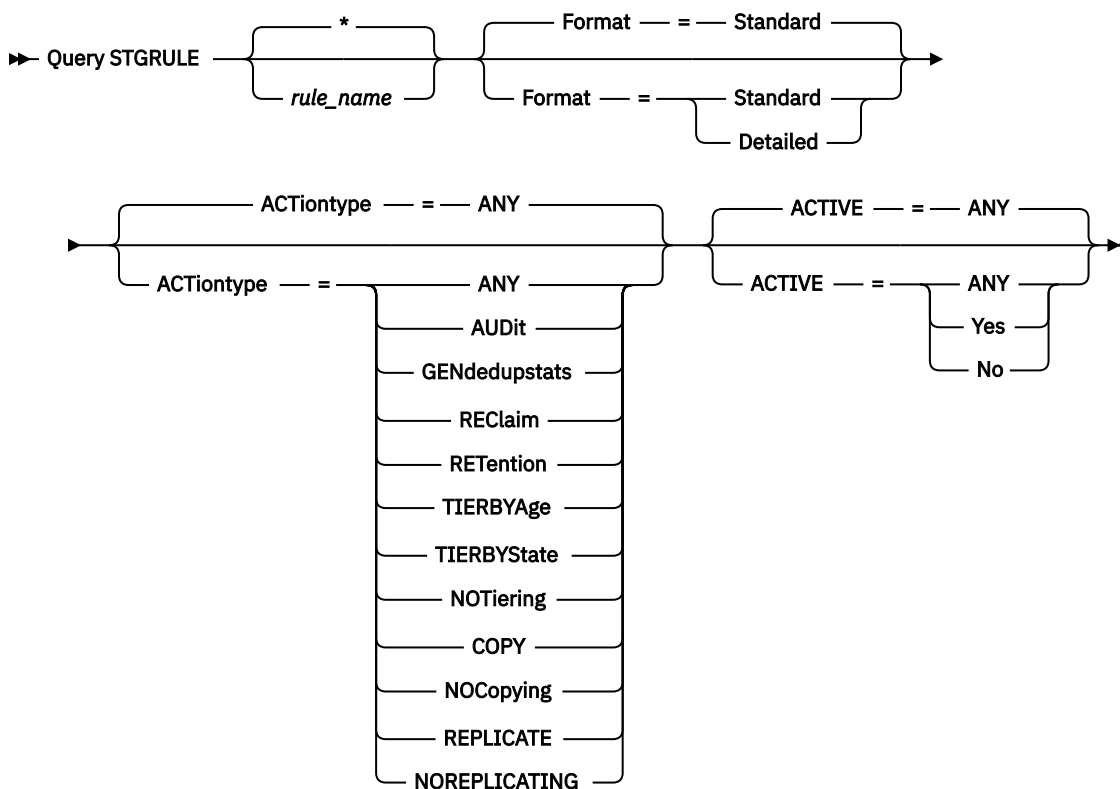 * Format = Standard
Query STGRULE
rule_name Format = Standard
Detailed
ACTiontype = ANY ACTIVE = ANY
ACTiontype = ANY ACTIVE = ANY
AUDit Yes
GENdedupstats No
REClaim
RETention
TIERBYAge
TIERBYState
NOTiering
COPY
NOCopying
REPLICATE
NOREPLICATING